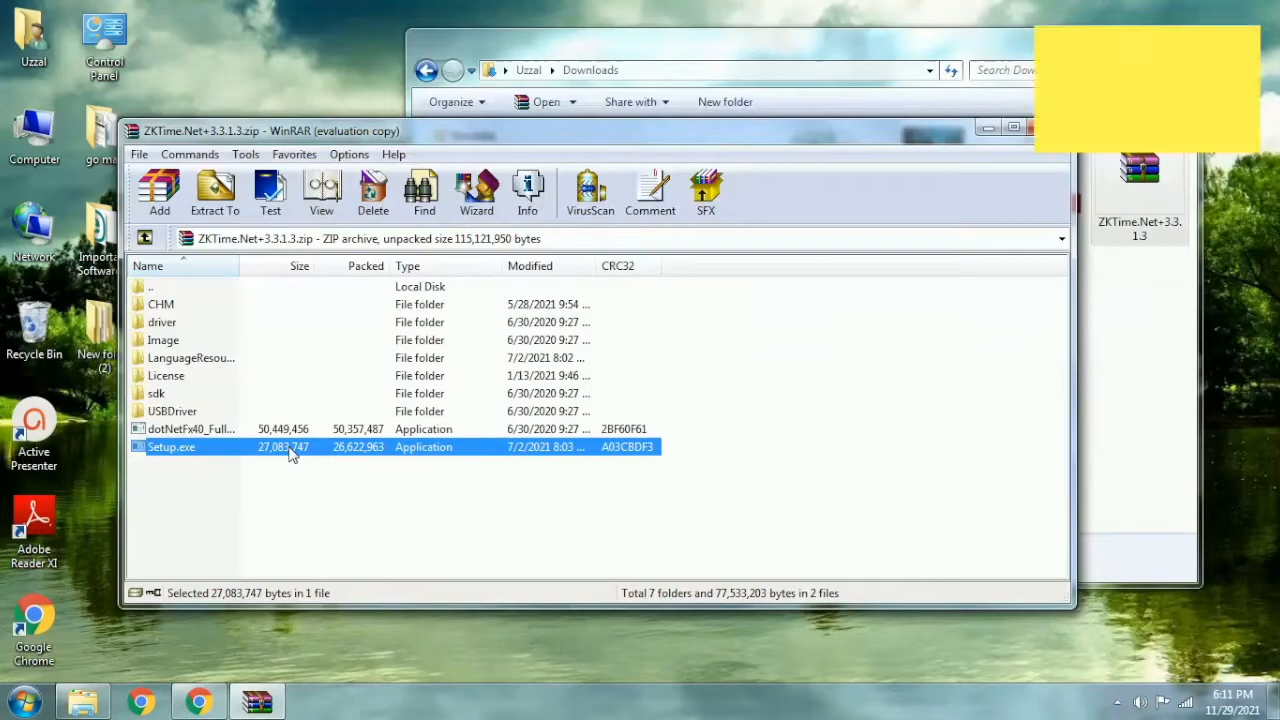 Uzzal
Control
Panel
Computer
go ma
Network
Importa
Softwar
Recycle Bin
New fol
(2)
Active
Presenter
Adobe
Reader XI
Google
Chrome
Uzzal Downloads
Search Dow
Organize Open Share with New folder
ZKTime.Net+3.3.1.3.zip - WinRAR (evaluation copy)
File Commands Tools Favorites Options Help
Add Extract To Test View Delete Find Wizard Info VirusScan Comment SFX
ZKTime.Net+3.3.1.3.zip - ZIP archive, unpacked size 115,121,950 bytes
Name Size Packed Type Modified CRC32
.. Local Disk
CHM File folder 5/28/2021 9:54 ...
driver File folder 6/30/2020 9:27 ...
Image File folder 6/30/2020 9:27 ...
LanguageResou... File folder 7/2/2021 8:02 ...
License File folder 1/13/2021 9:46 ...
sdk File folder 6/30/2020 9:27 ...
USBDriver File folder 6/30/2020 9:27 ...
dotNetFx40_Full... 50,449,456 50,357,487 Application 6/30/2020 9:27 ... 2BF60F61
Setup.exe 27,083,747 26,622,963 Application 7/2/2021 8:03 ... A03CBDF3
Selected 27,083,747 bytes in 1 file
Total 7 folders and 77,533,203 bytes in 2 files
ZKTime.Net+3.3.
1.3
6:11 PM
11/29/2021